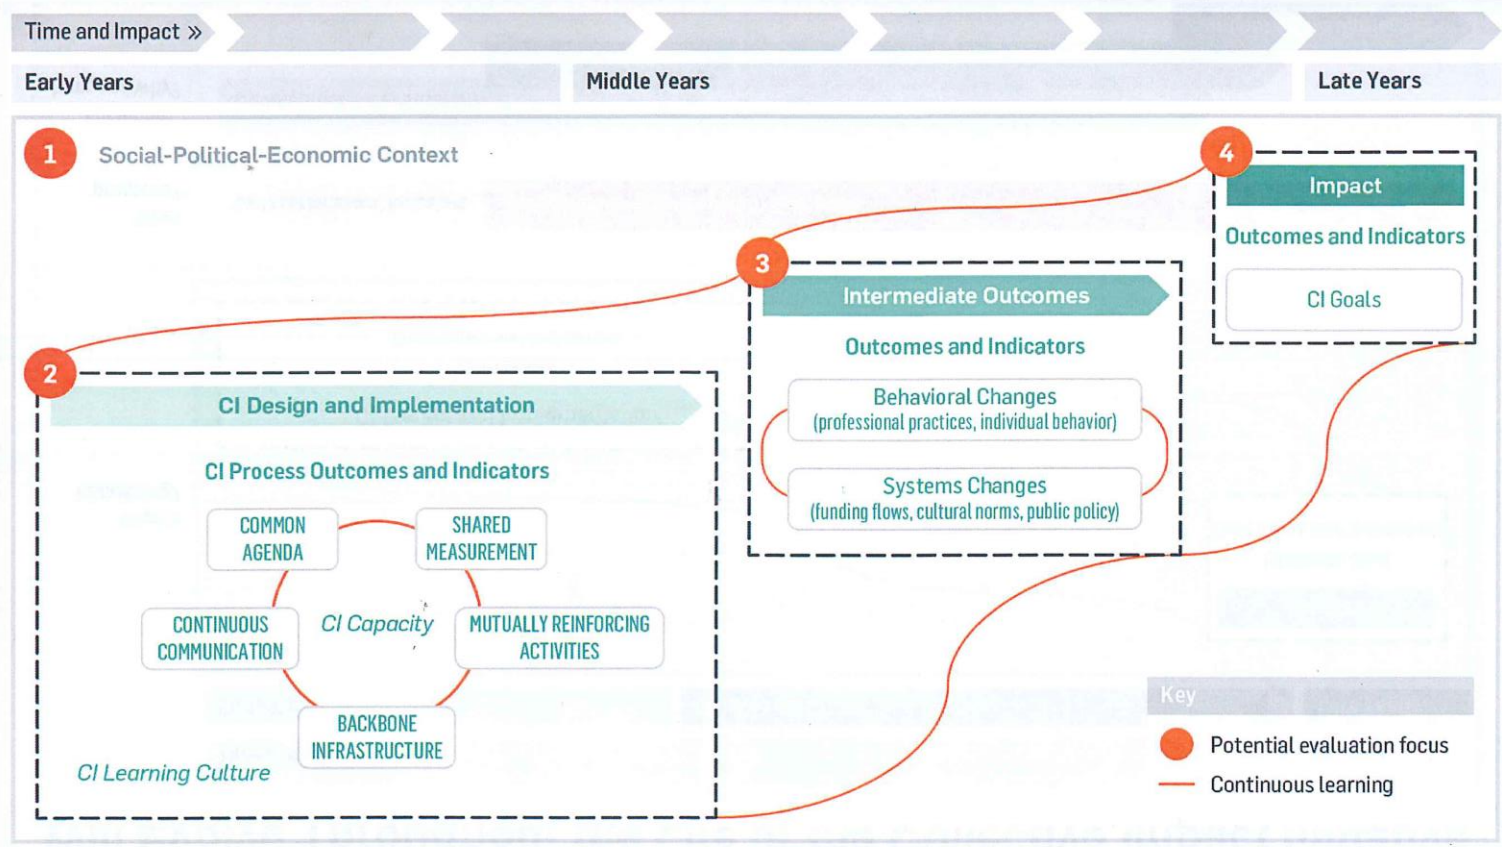 Time and Impact »
Early Years
Middle Years
Late Years
1
Social-Political-Economic Context
4
Impact
Outcomes and Indicators
CI Goals
3
Intermediate Outcomes
Outcomes and Indicators
Behavioral Changes
(professional practices, individual behavior)
Systems Changes
(funding flows, cultural norms, public policy)
2
CI Design and Implementation
CI Process Outcomes and Indicators
COMMON
AGENDA
SHARED
MEASUREMENT
CONTINUOUS
COMMUNICATION
CI Capacity
MUTUALLY REINFORCING
ACTIVITIES
BACKBONE
INFRASTRUCTURE
CI Learning Culture
Key
Potential evaluation focus
Continuous learning